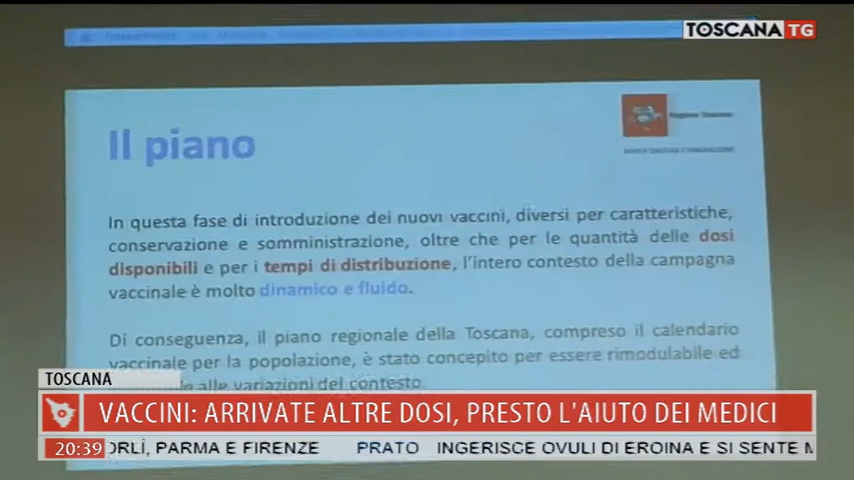 TOSCANA TG
Il piano
Regione Toscana
In questa fase di introduzione dei nuovi vaccini, diversi per caratteristiche,
conservazione e somministrazione, oltre che per le quantità delle dosi
disponibili e per i tempi di distribuzione, l'intero contesto della campagna
vaccinale è molto dinamico e fluido.
Di conseguenza, il piano regionale della Toscana, compreso il calendario
vaccinale per la popolazione, è stato concepito per essere rimodulabile ed
alle variazioni del contesto.
TOSCANA
VACCINI: ARRIVATE ALTRE DOSI, PRESTO L'AIUTO DEI MEDICI
20:39 ORLÌ, PARMA E FIRENZE PRATO INGERISCE OVULI DI EROINA E SI SENTE M